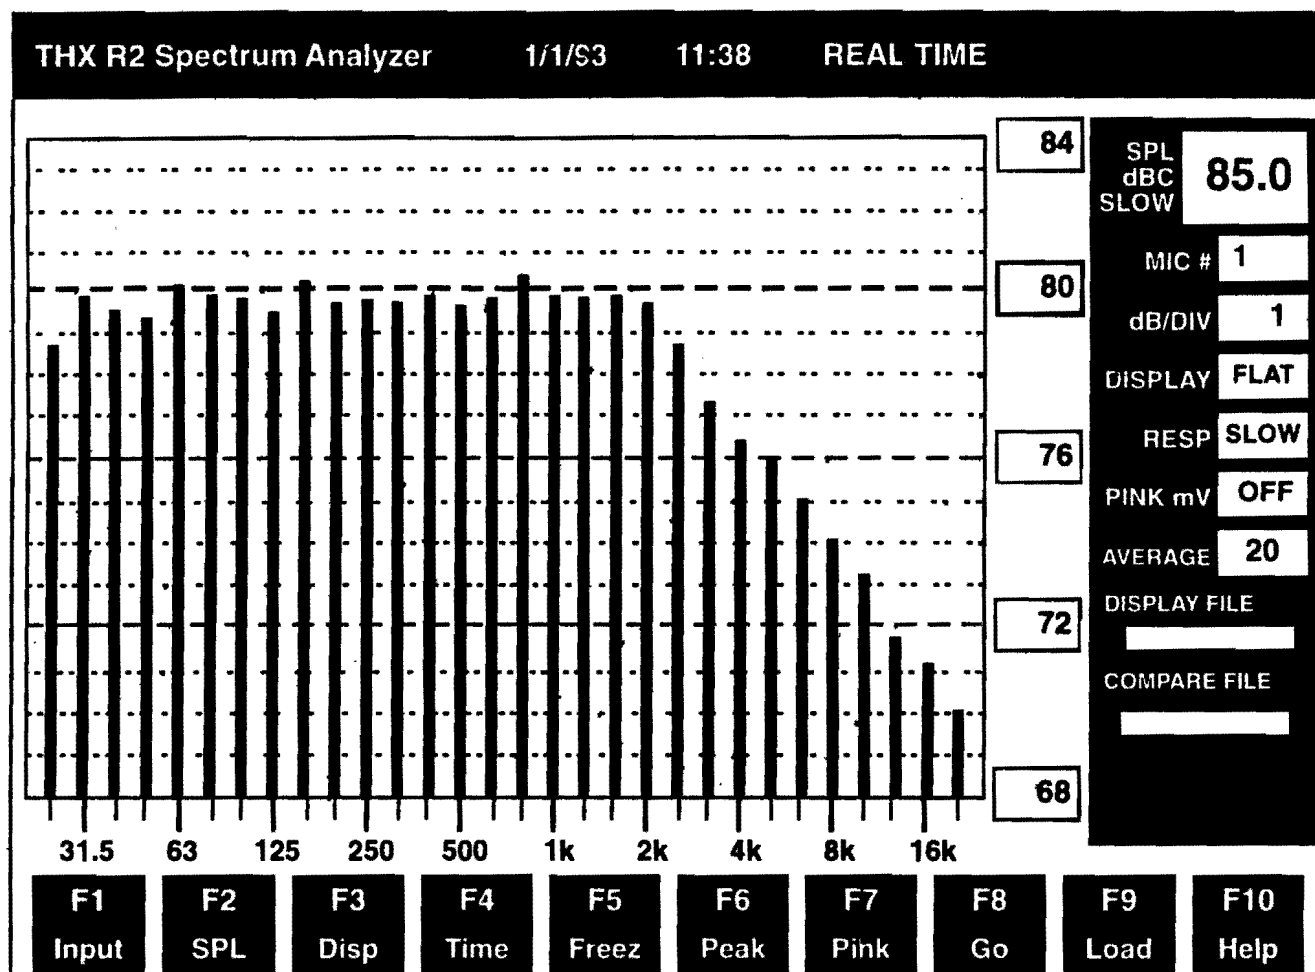 THX R2 Spectrum Analyzer 1/1/93 11:38 REAL TIME
84
80
76
72
68
SPL dBC SLOW 85.0
MIC # 1
dB/DIV 1
DISPLAY FLAT
RESP SLOW
PINK mV OFF
AVERAGE 20
DISPLAY FILE
COMPARE FILE
31.5 63 125 250 500 1k 2k 4k 8k 16k
F1 F2 F3 F4 F5 F6 F7 F8 F9 F10
Input SPL Disp Time Freez Peak Pink Go Load Help